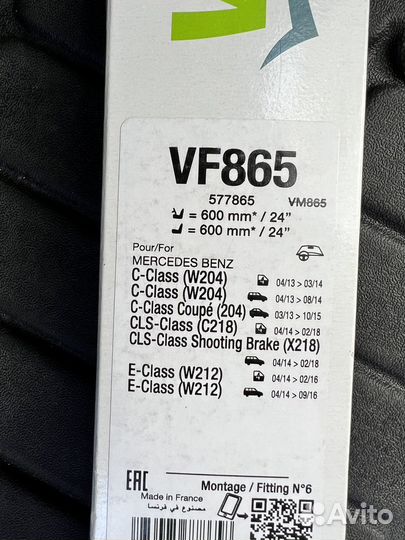 VF865
577865 VM865
= 600 mm* / 24"
= 600 mm* / 24"
Pour/For
MERCEDES BENZ
C-Class (W204) 04/13 > 03/14
C-Class (W204) 04/13 > 08/14
C-Class Coupé (204) 03/13 > 10/15
CLS-Class (C218) 04/14 > 02/18
CLS-Class Shooting Brake (X218)
04/14 > 02/18
E-Class (W212) 04/14 > 02/16
E-Class (W212) 04/14 > 09/16
EAC Montage / Fitting N°6
Made in France
مصنوع في فرنسا
Avito